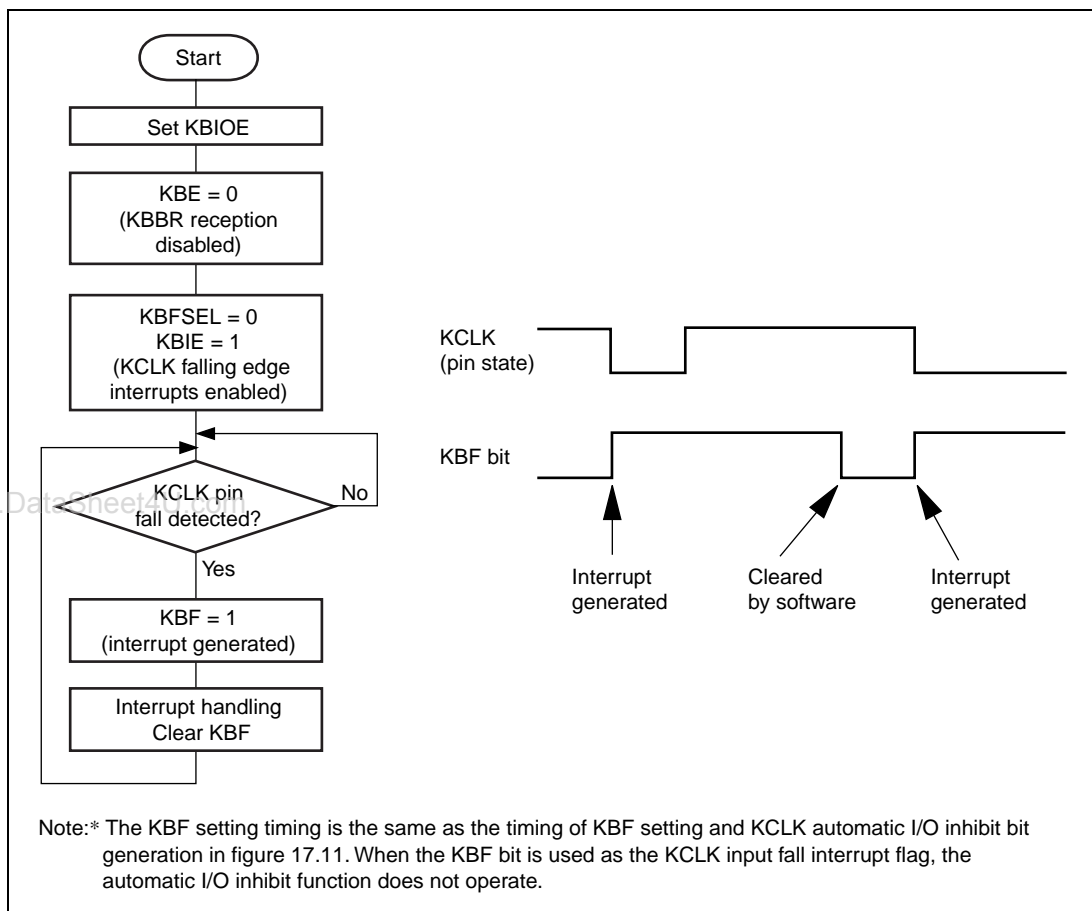 Start
Set KBIOE
KBE = 0
(KBBR reception
disabled)
KBFSEL = 0
KBIE = 1
(KCLK falling edge
interrupts enabled)
KCLK pin
fall detected?
No
Yes
KBF = 1
(interrupt generated)
Interrupt handling
Clear KBF
KCLK
(pin state)
KBF bit
Interrupt
generated
Cleared
by software
Interrupt
generated
.DataSheet4U.com
Note:* The KBF setting timing is the same as the timing of KBF setting and KCLK automatic I/O inhibit bit
generation in figure 17.11. When the KBF bit is used as the KCLK input fall interrupt flag, the
automatic I/O inhibit function does not operate.